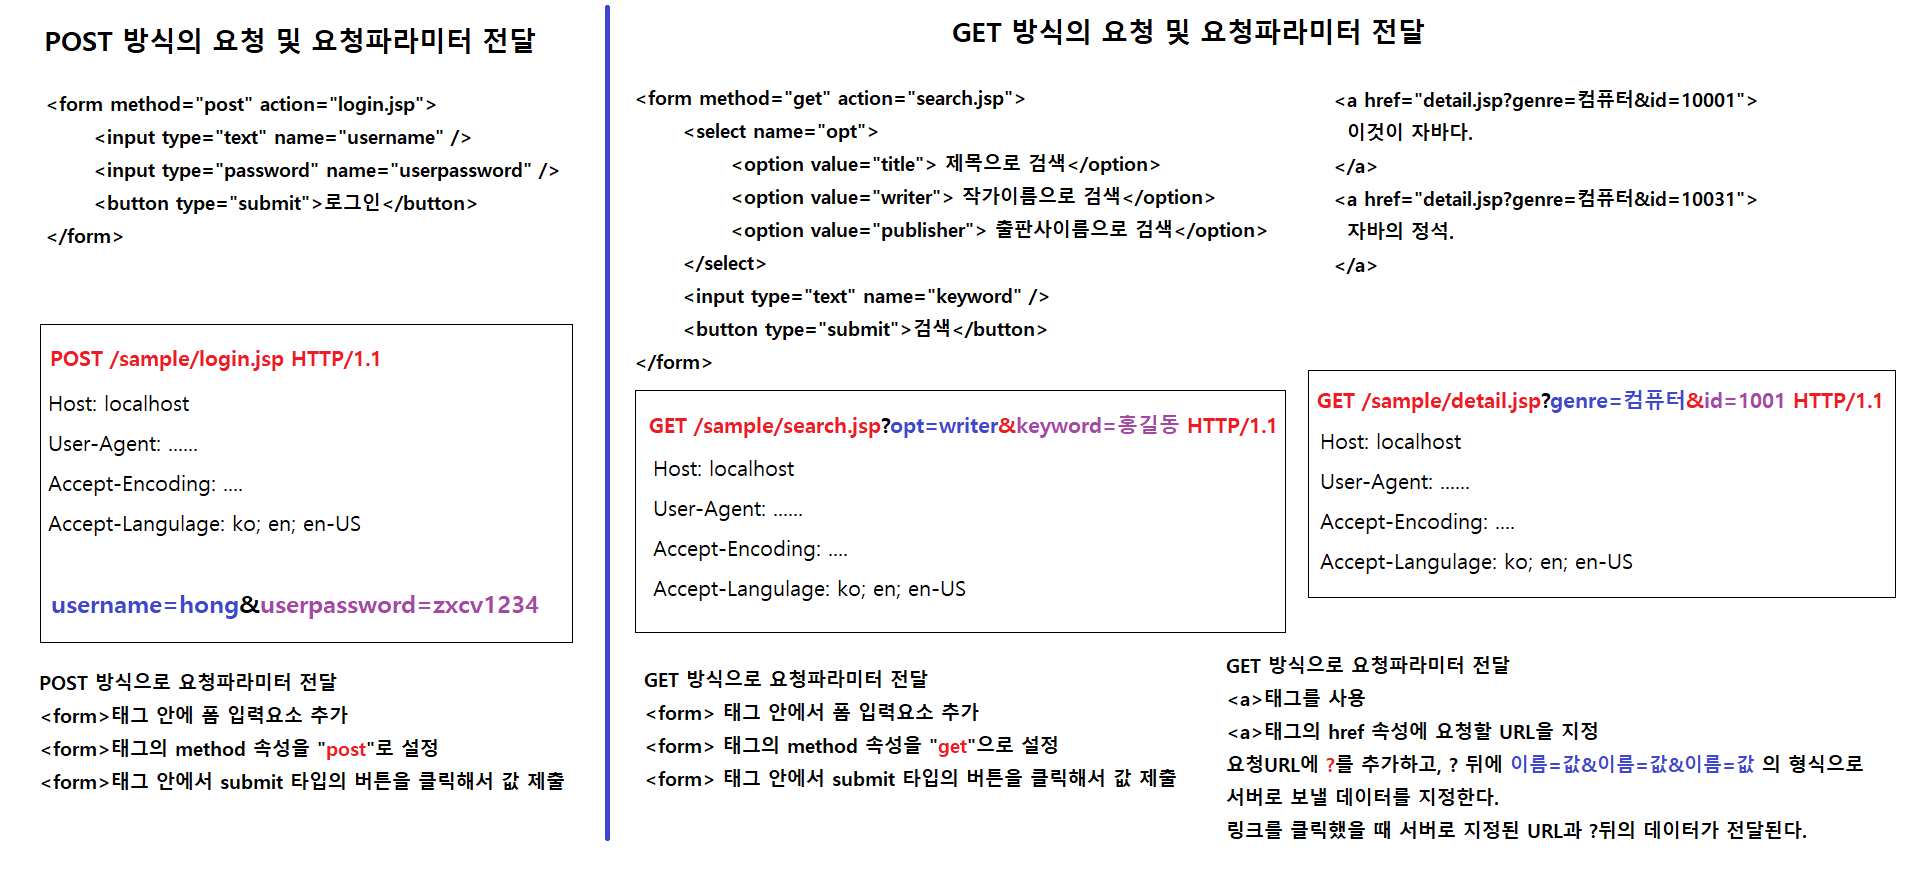 POST 방식의 요청 및 요청파라미터 전달
<form method="post" action="login.jsp">
<input type="text" name="username" />
<input type="password" name="userpassword" />
<button type="submit">로그인</button>
</form>
POST /sample/login.jsp HTTP/1.1
Host: localhost
User-Agent: ......
Accept-Encoding: ....
Accept-Langulage: ko; en; en-US
username=hong&userpassword=zxcv1234
POST 방식으로 요청파라미터 전달
<form>태그 안에 폼 입력요소 추가
<form>태그의 method 속성을 "post"로 설정
<form>태그 안에서 submit 타입의 버튼을 클릭해서 값 제출
GET 방식의 요청 및 요청파라미터 전달
<form method="get" action="search.jsp">
<select name="opt">
<option value="title"> 제목으로 검색</option>
<option value="writer"> 작가이름으로 검색</option>
<option value="publisher"> 출판사이름으로 검색</option>
</select>
<input type="text" name="keyword" />
<button type="submit">검색</button>
</form>
GET /sample/search.jsp?opt=writer&keyword=홍길동 HTTP/1.1
Host: localhost
User-Agent: ......
Accept-Encoding: ....
Accept-Langulage: ko; en; en-US
GET 방식으로 요청파라미터 전달
<form> 태그 안에서 폼 입력요소 추가
<form> 태그의 method 속성을 "get"으로 설정
<form> 태그 안에서 submit 타입의 버튼을 클릭해서 값 제출
<a href="detail.jsp?genre=컴퓨터&id=10001">
이것이 자바다.
</a>
<a href="detail.jsp?genre=컴퓨터&id=10031">
자바의 정석.
</a>
GET /sample/detail.jsp?genre=컴퓨터&id=1001 HTTP/1.1
Host: localhost
User-Agent: ......
Accept-Encoding: ....
Accept-Langulage: ko; en; en-US
GET 방식으로 요청파라미터 전달
<a>태그를 사용
<a>태그의 href 속성에 요청할 URL을 지정
요청URL에 ?를 추가하고, ? 뒤에 이름=값&이름=값&이름=값 의 형식으로
서버로 보낼 데이터를 지정한다.
링크를 클릭했을 때 서버로 지정된 URL과 ?뒤의 데이터가 전달된다.